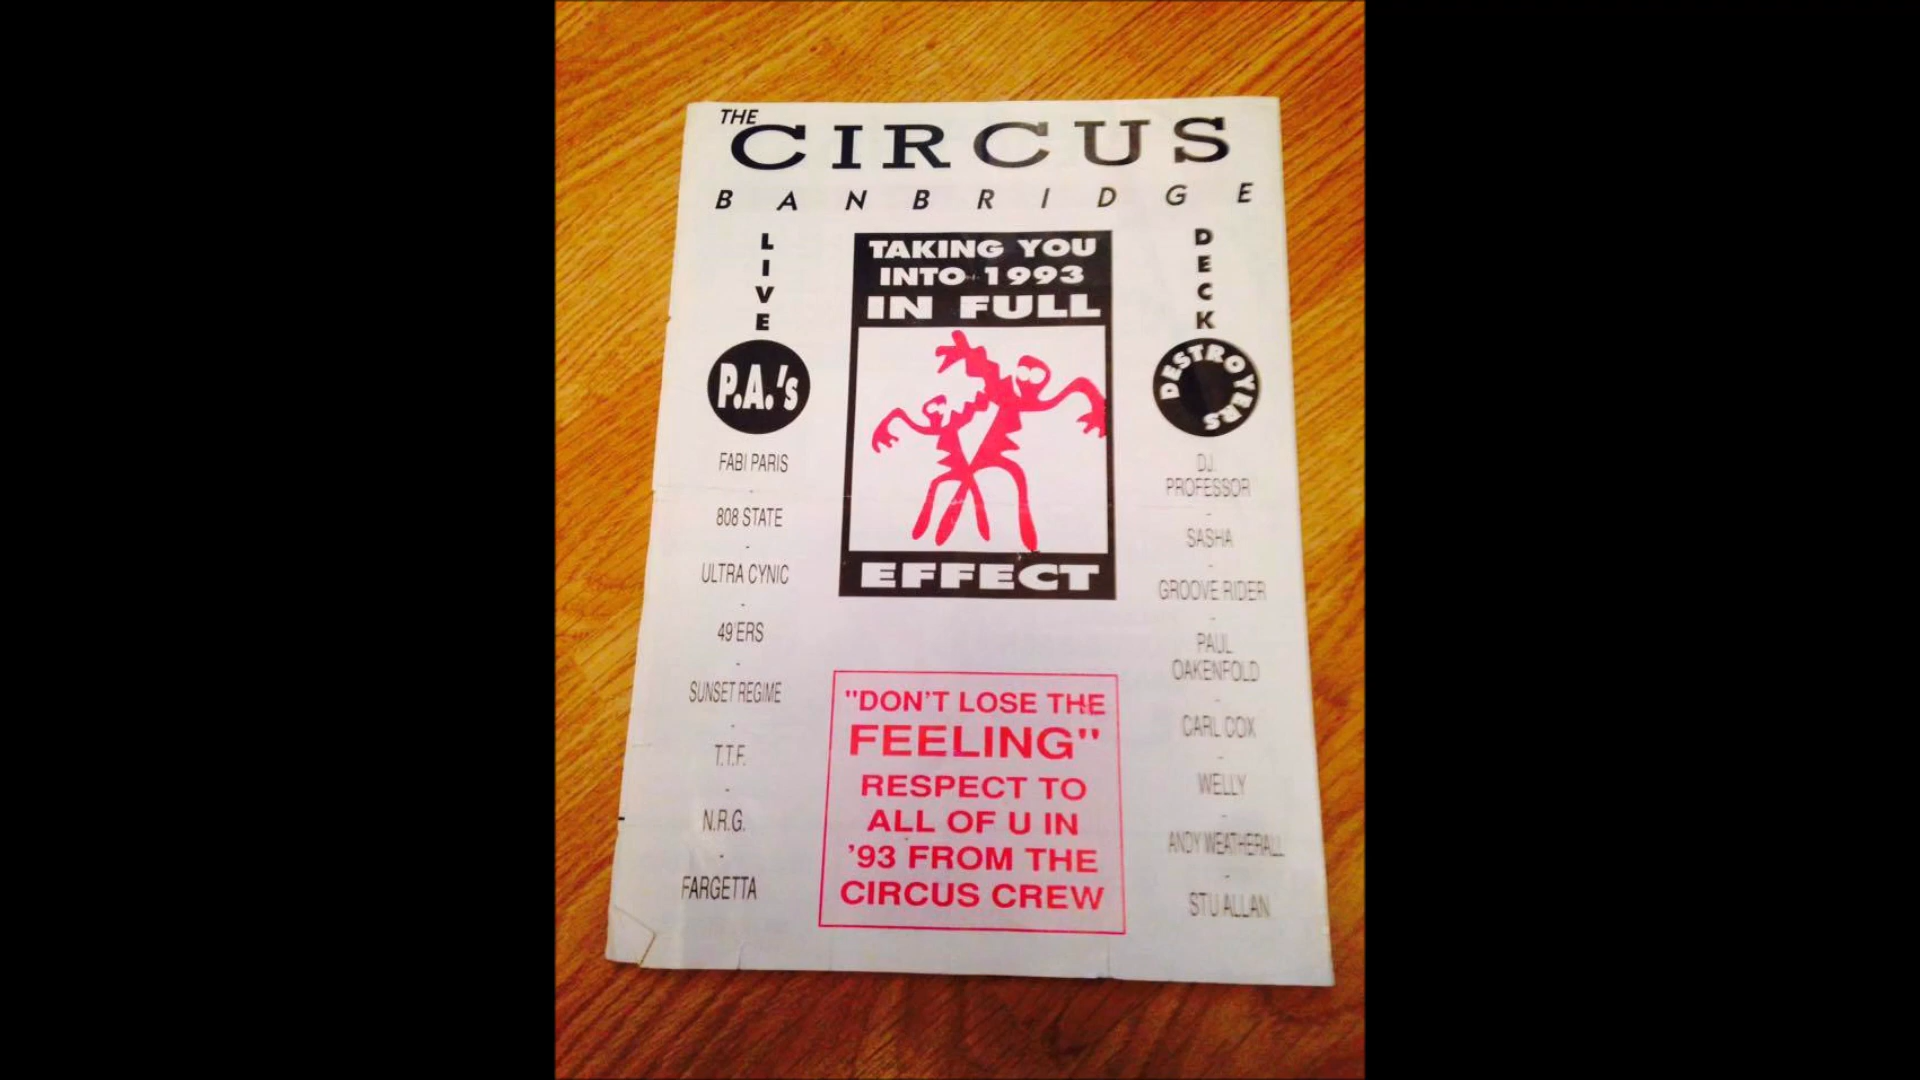 THE
CIRCUS
BANBRIDGE
LIVE
P.A.'s
FABI PARIS
-
808 STATE
-
ULTRA CYNIC
-
49'ERS
-
SUNSET REGIME
-
T.T.F.
-
N.R.G.
-
FARGETTA
TAKING YOU
INTO 1993
IN FULL
EFFECT
"DON'T LOSE THE
FEELING"
RESPECT TO
ALL OF U IN
'93 FROM THE
CIRCUS CREW
DECK
DESTROYERS
D.J.
PROFESSOR
-
SASHA
-
GROOVE RIDER
-
PAUL
OAKENFOLD
-
CARL COX
-
WELLY
-
ANDY WEATHERALL
-
STU ALLAN